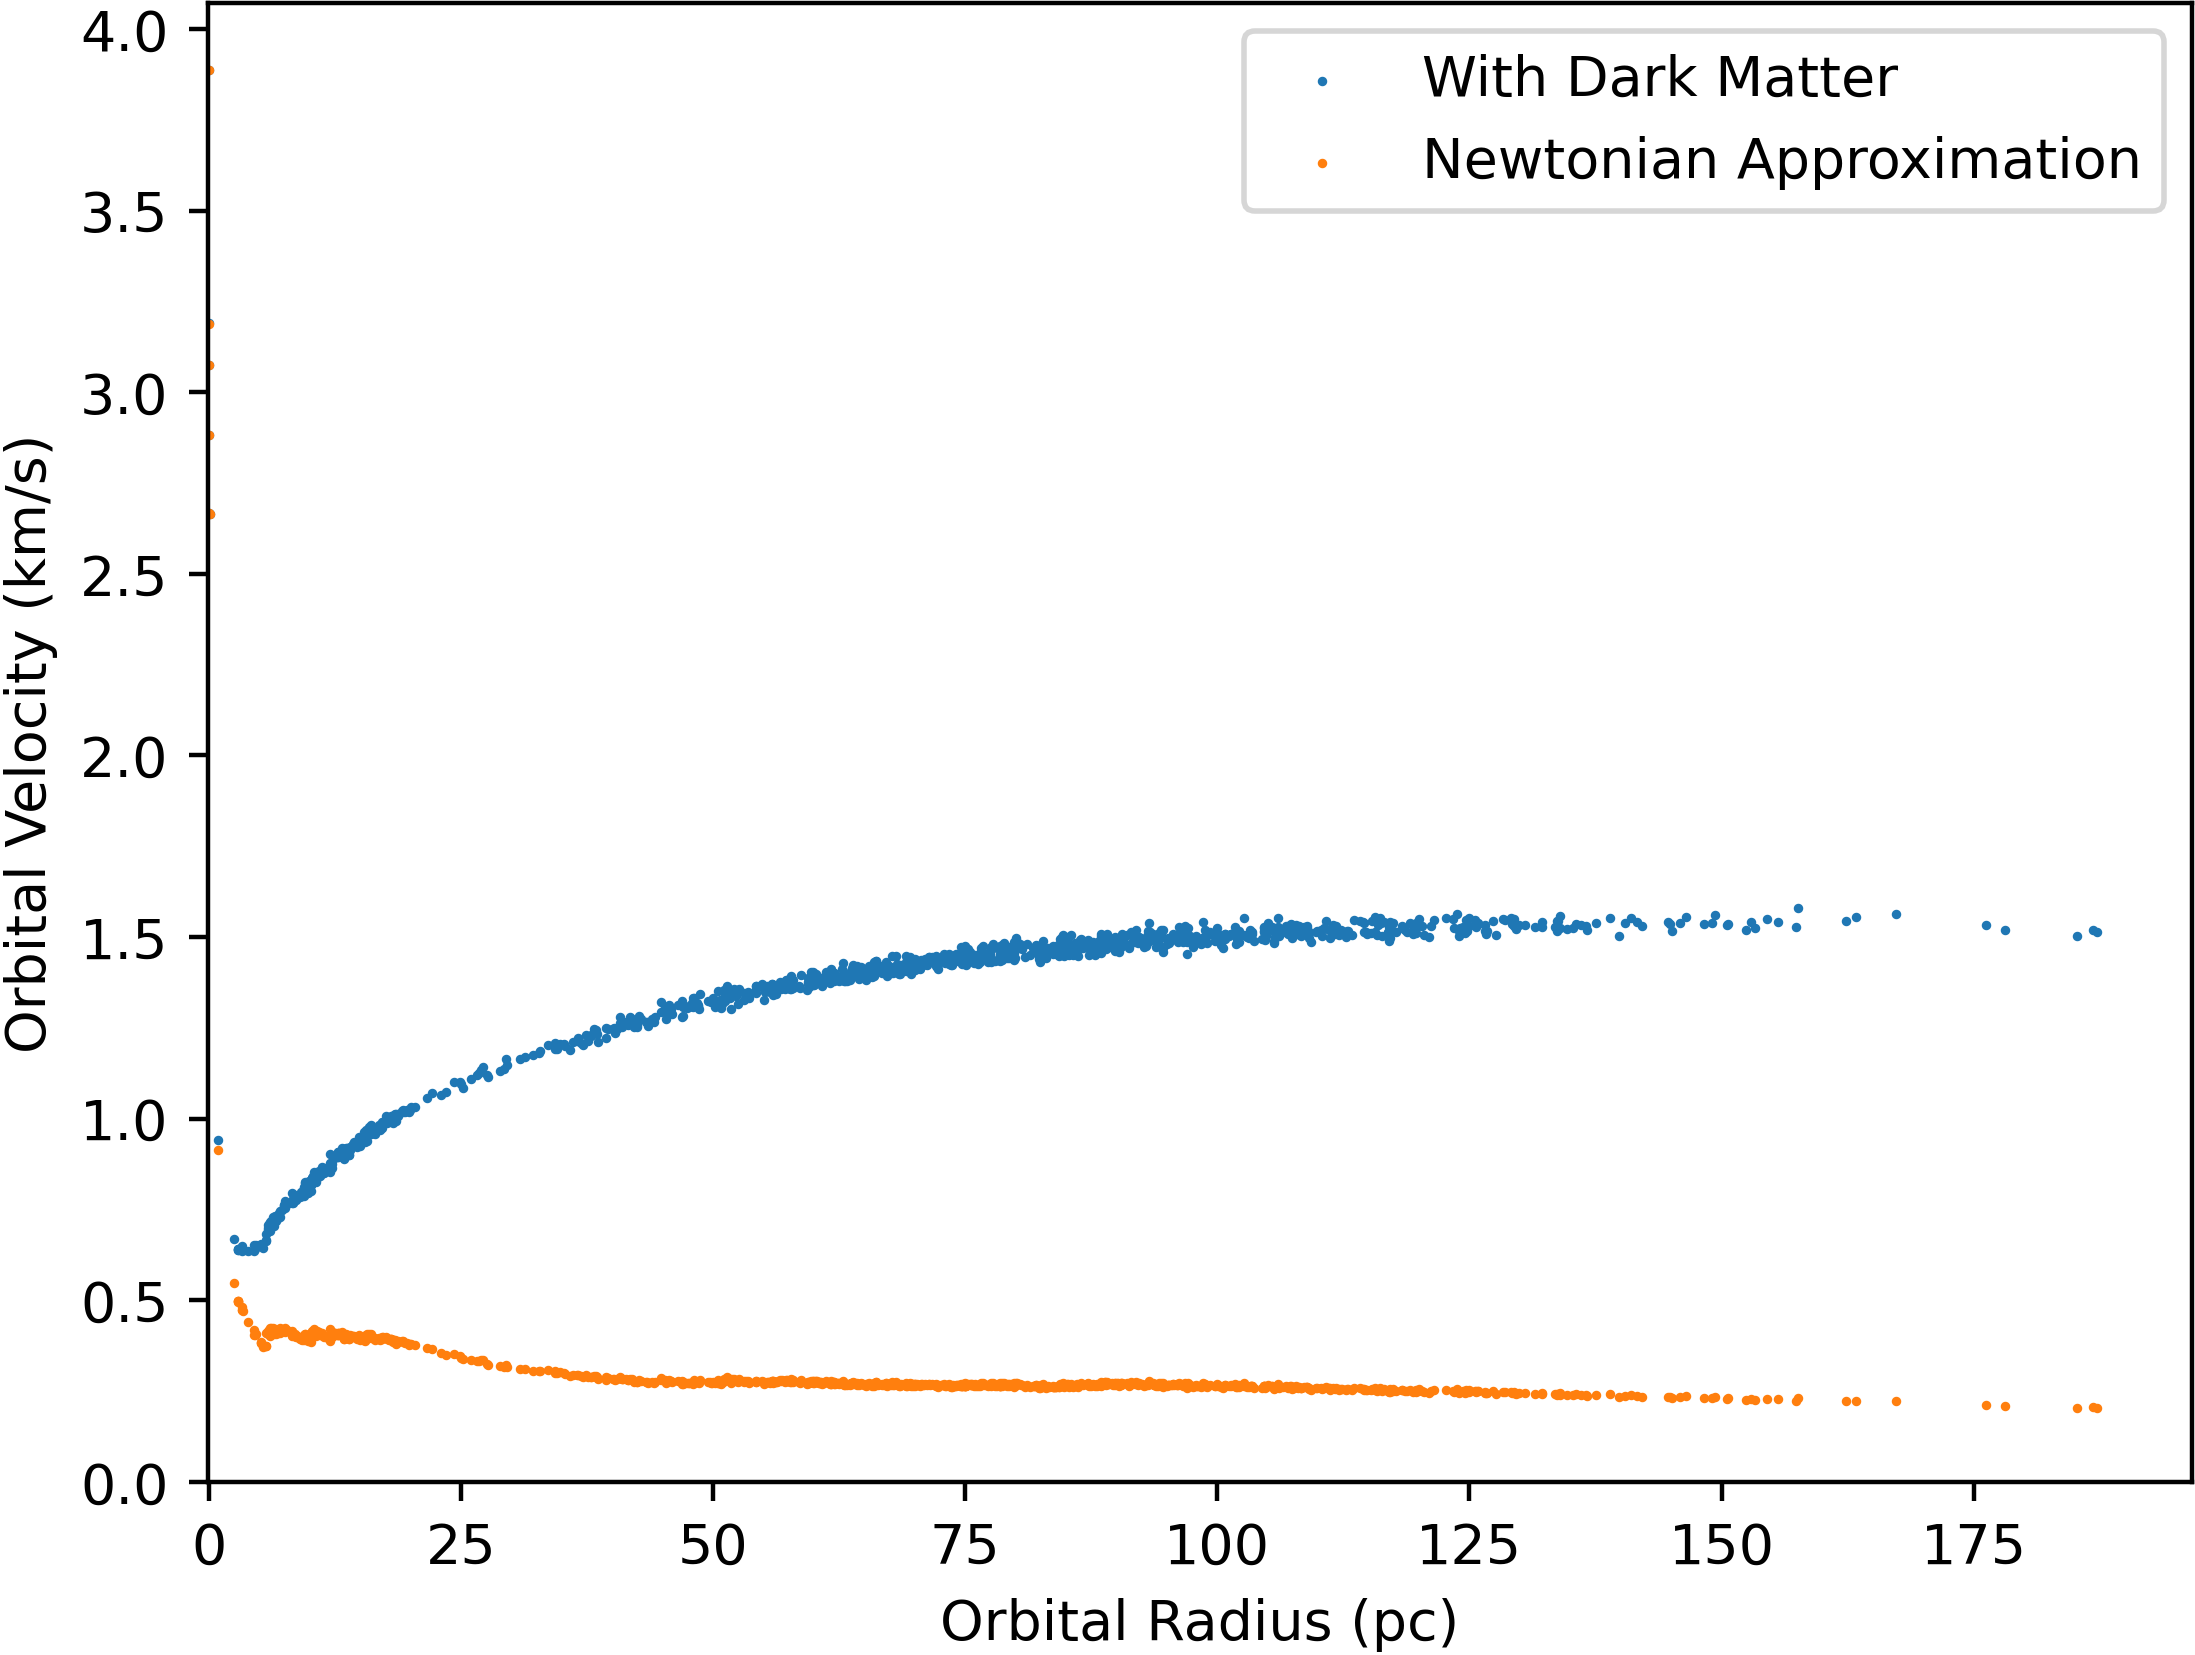 With Dark Matter
Newtonian Approximation
4.0
3.5
3.0
2.5
2.0
1.5
1.0
0.5
0.0
Orbital Velocity (km/s)
0 25 50 75 100 125 150 175
Orbital Radius (pc)